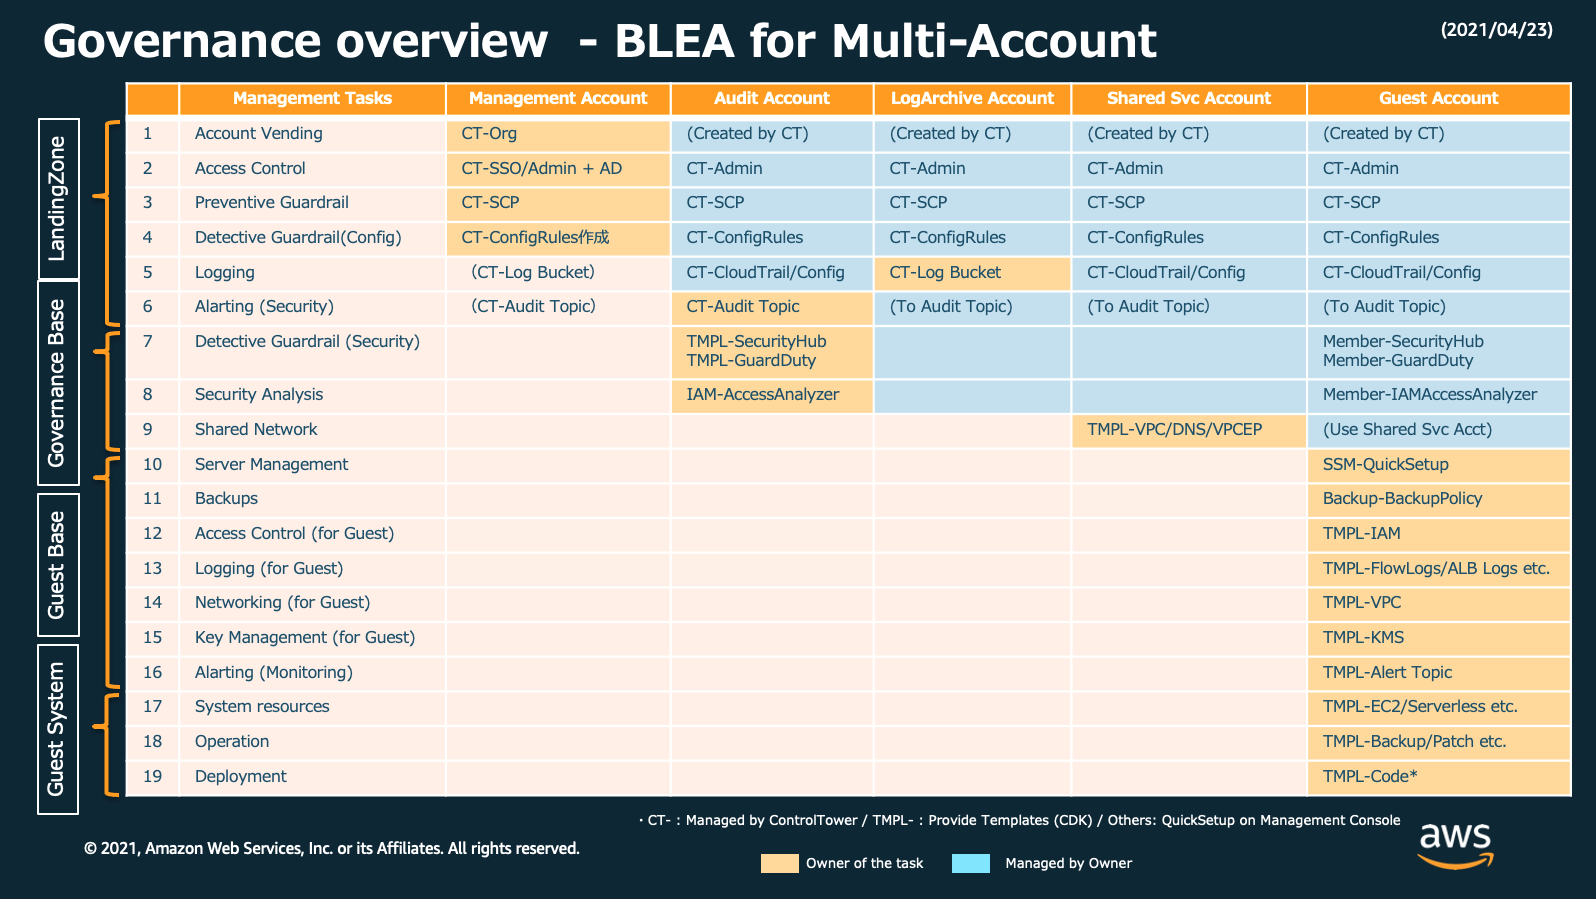 Governance overview - BLEA for Multi-Account
(2021/04/23)
Management Tasks Management Account Audit Account LogArchive Account Shared Svc Account Guest Account
LandingZone
1 Account Vending CT-Org (Created by CT) (Created by CT) (Created by CT) (Created by CT)
2 Access Control CT-SSO/Admin + AD CT-Admin CT-Admin CT-Admin CT-Admin
3 Preventive Guardrail CT-SCP CT-SCP CT-SCP CT-SCP CT-SCP
4 Detective Guardrail(Config) CT-ConfigRules作成 CT-ConfigRules CT-ConfigRules CT-ConfigRules CT-ConfigRules
5 Logging (CT-Log Bucket) CT-CloudTrail/Config CT-Log Bucket CT-CloudTrail/Config CT-CloudTrail/Config
6 Alarting (Security) (CT-Audit Topic) CT-Audit Topic (To Audit Topic) (To Audit Topic) (To Audit Topic)
Governance Base
7 Detective Guardrail (Security) TMPL-SecurityHub Member-SecurityHub
TMPL-GuardDuty Member-GuardDuty
8 Security Analysis IAM-AccessAnalyzer Member-IAMAccessAnalyzer
9 Shared Network TMPL-VPC/DNS/VPCEP (Use Shared Svc Acct)
Guest Base
10 Server Management SSM-QuickSetup
11 Backups Backup-BackupPolicy
12 Access Control (for Guest) TMPL-IAM
13 Logging (for Guest) TMPL-FlowLogs/ALB Logs etc.
14 Networking (for Guest) TMPL-VPC
15 Key Management (for Guest) TMPL-KMS
16 Alarting (Monitoring) TMPL-Alert Topic
Guest System
17 System resources TMPL-EC2/Serverless etc.
18 Operation TMPL-Backup/Patch etc.
19 Deployment TMPL-Code*
・CT- : Managed by ControlTower / TMPL- : Provide Templates (CDK) / Others: QuickSetup on Management Console
© 2021, Amazon Web Services, Inc. or its Affiliates. All rights reserved.
Owner of the task Managed by Owner
aws